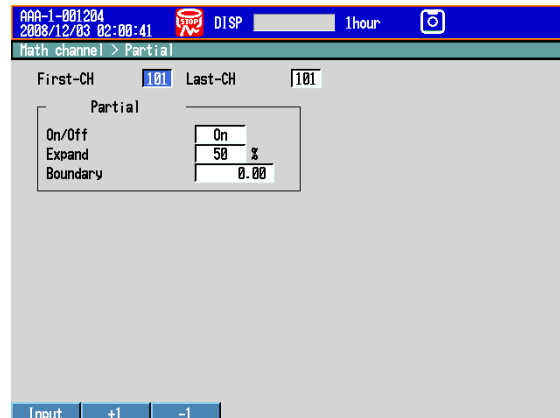 AAA-1-001204
2008/12/03 02:00:41
STOP
DISP
1hour
Math channel > Partial
First-CH 101 Last-CH 101
Partial
On/Off On
Expand 50 %
Boundary 0.00
Input +1 -1